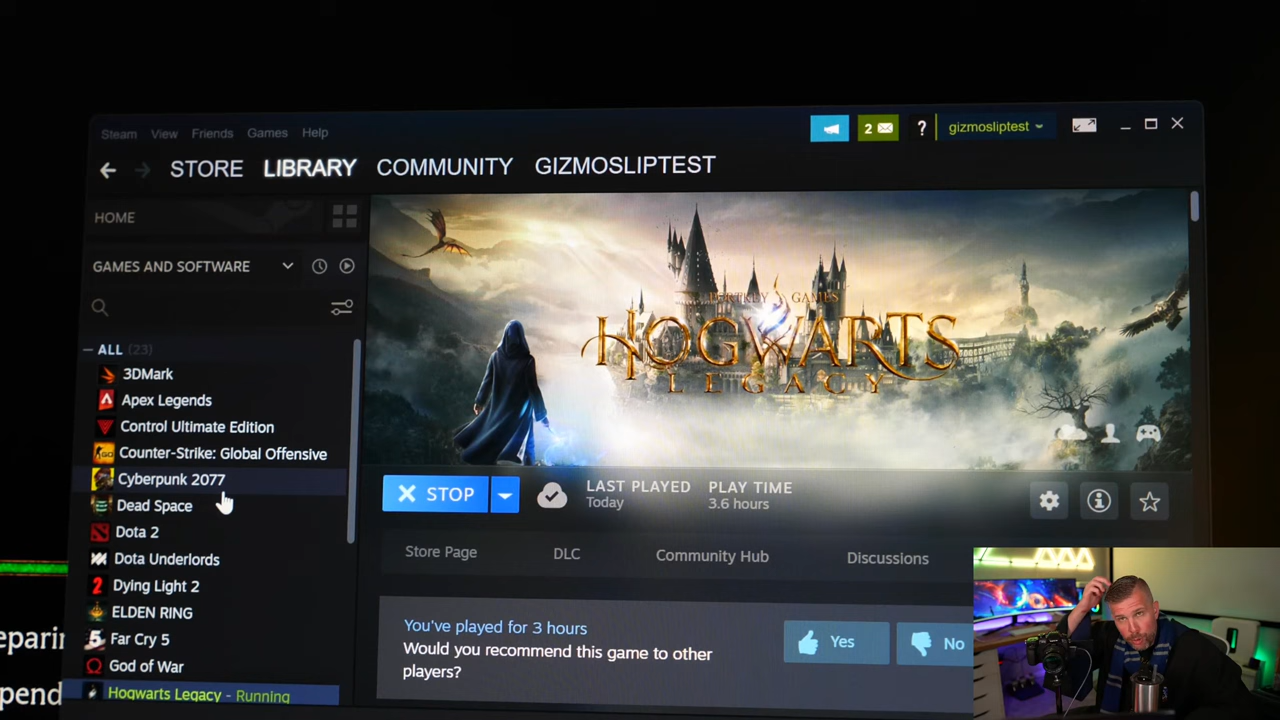 Steam View Friends Games Help
2
?
gizmosliptest
STORE LIBRARY COMMUNITY GIZMOSLIPTEST
HOME
GAMES AND SOFTWARE
ALL (23)
3DMark
Apex Legends
Control Ultimate Edition
Counter-Strike: Global Offensive
Cyberpunk 2077
Dead Space
Dota 2
Dota Underlords
Dying Light 2
ELDEN RING
Far Cry 5
God of War
Hogwarts Legacy - Running
GAMES
HOGWARTS
LEGACY
STOP
LAST PLAYED
Today
PLAY TIME
3.6 hours
Store Page DLC Community Hub Discussions
You've played for 3 hours
Would you recommend this game to other
players?
Yes
No
eparin
pend